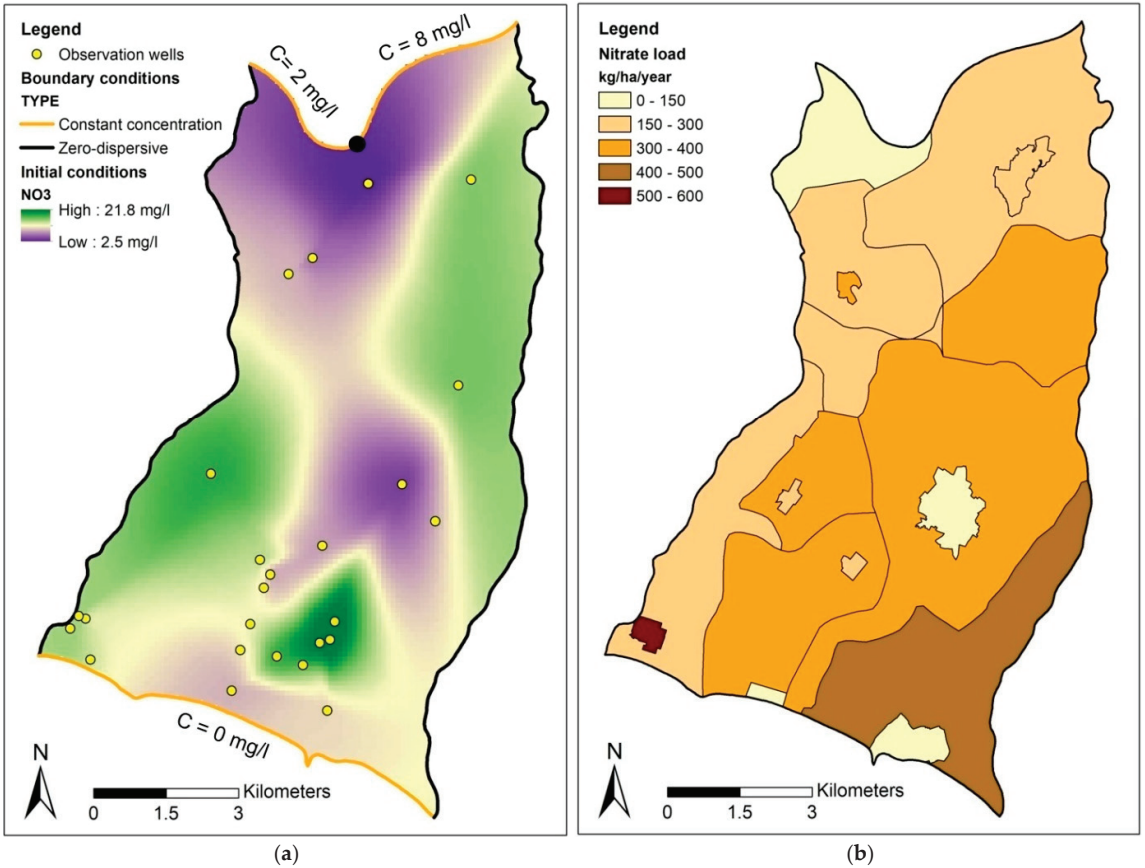 Legend
Observation wells
Boundary conditions
TYPE
Constant concentration
Zero-dispersive
Initial conditions
NO3
High : 21.8 mg/l
Low : 2.5 mg/l
C= 2 mg/l
C = 8 mg/l
C = 0 mg/l
N
Kilometers
0 1.5 3
(a)
Legend
Nitrate load
kg/ha/year
0 - 150
150 - 300
300 - 400
400 - 500
500 - 600
N
Kilometers
0 1.5 3
(b)